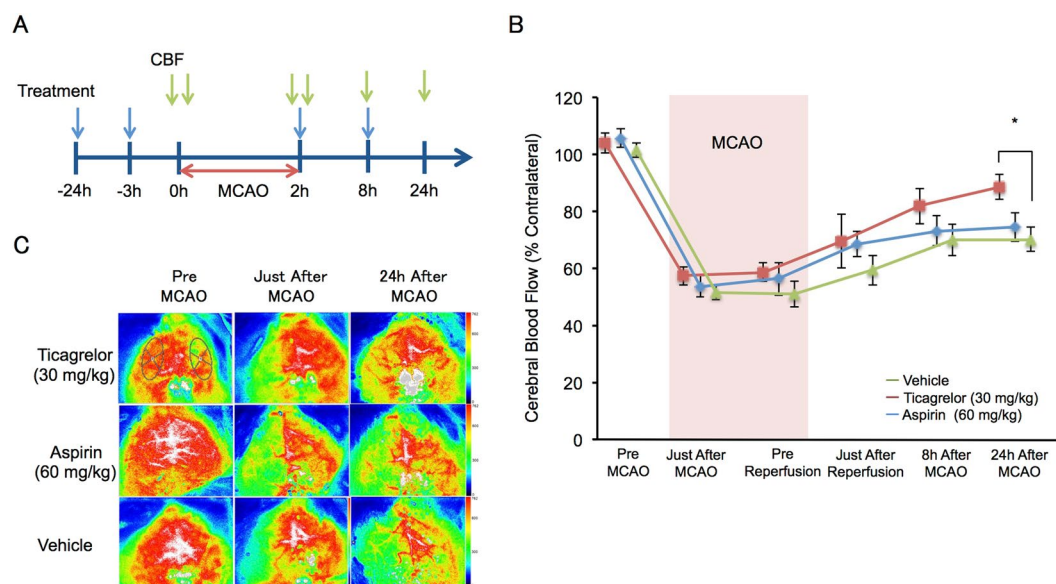 A
CBF
Treatment
-24h
-3h
0h
MCAO
2h
8h
24h
B
120
100
80
60
40
20
0
Cerebral Blood Flow (% Contralateral)
MCAO
*
Vehicle
Ticagrelor (30 mg/kg)
Aspirin (60 mg/kg)
Pre
MCAO
Just After
MCAO
Pre
Reperfusion
Just After
Reperfusion
8h After
MCAO
24h After
MCAO
C
Pre
MCAO
Just After
MCAO
24h After
MCAO
Ticagrelor
(30 mg/kg)
Aspirin
(60 mg/kg)
Vehicle